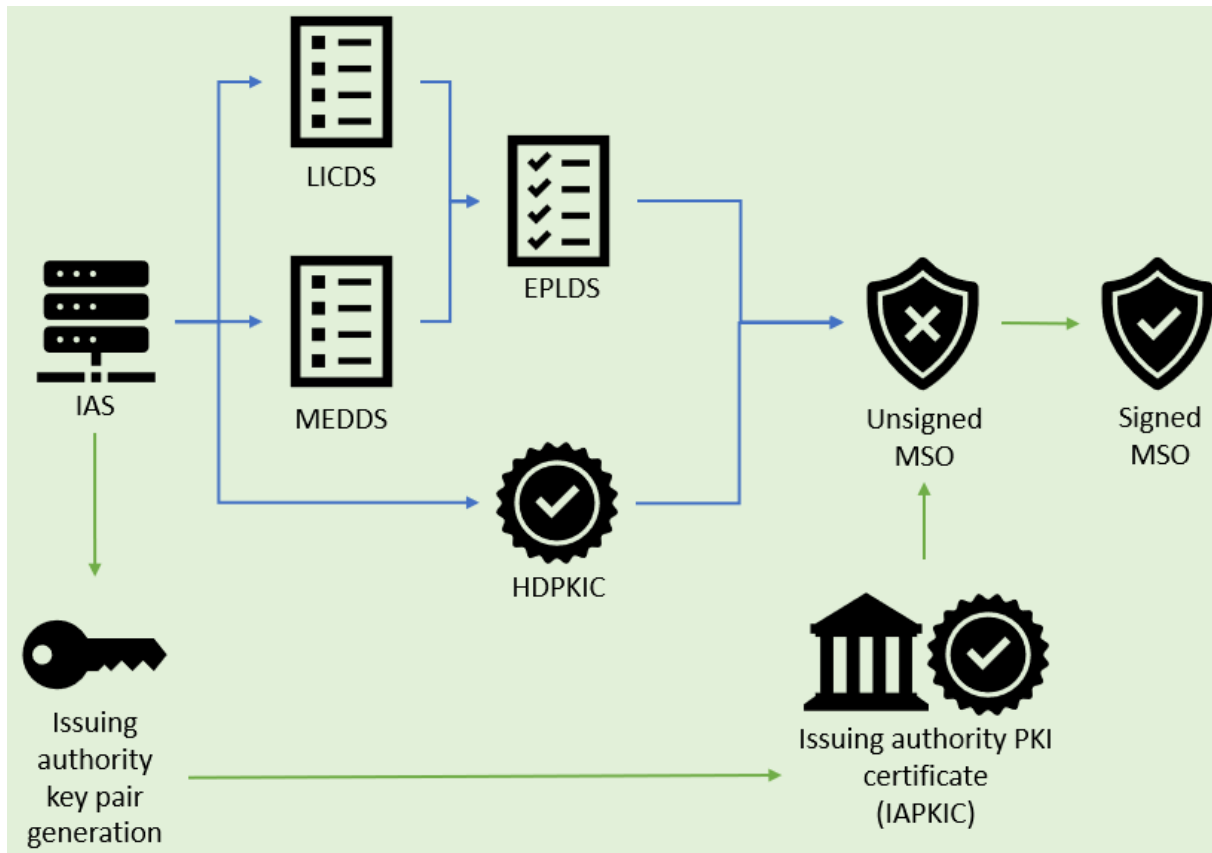 LICDS
EPLDS
IAS
MEDDS
Unsigned
MSO
Signed
MSO
HDPKIC
Issuing
authority
key pair
generation
Issuing authority PKI
certificate
(IAPKIC)